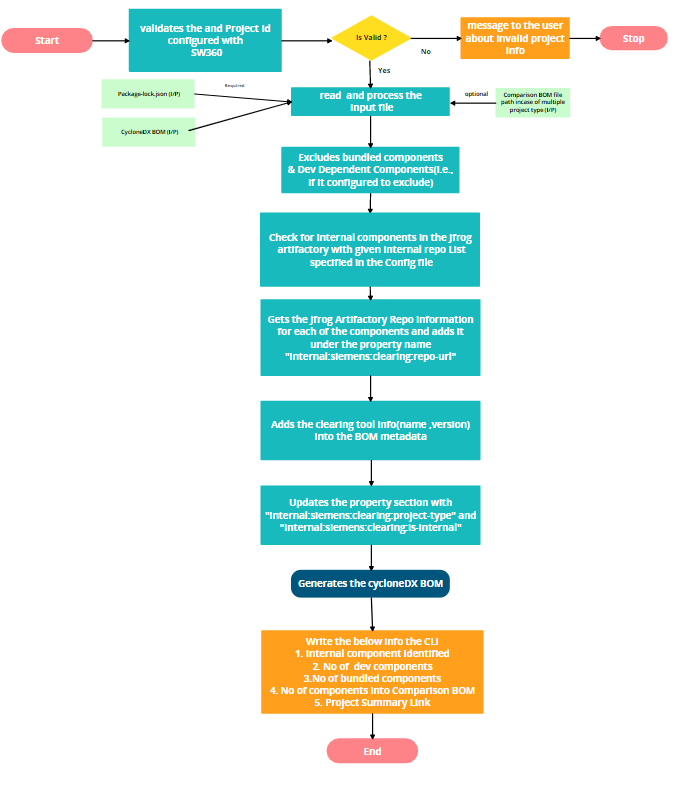 Start
validates the and Project id
configured with
SW360
Is Valid ?
No
message to the user
about invalid project
info
Stop
Yes
Package-lock.json (I/P)
Required
read and process the
input file
optional
Comparison BOM file
path incase of multiple
project type (I/P)
CycloneDX BOM (I/P)
Excludes bundled components
& Dev Dependent Components(i.e.,
if it configured to exclude)
Check for internal components in the Jfrog
artifactory with given internal repo List
specified in the Config file
Gets the Jfrog Artifactory Repo Information
for each of the components and adds it
under the property name
"internal:siemens:clearing:repo-url"
Adds the clearing tool info(name ,version)
into the BOM metadata
Updates the property section with
"internal:siemens:clearing:project-type" and
"internal:siemens:clearing:is-internal"
Generates the cycloneDX BOM
Write the below info the CLI
1. Internal component identified
2. No of dev components
3.No of bundled components
4. No of components into Comparison BOM
5. Project Summary Link
End